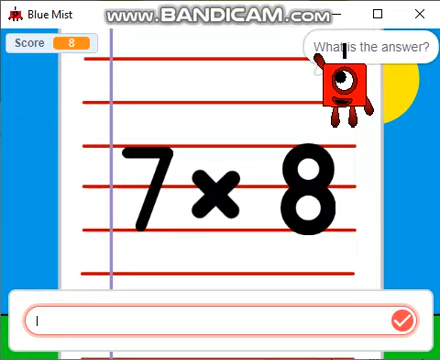 Blue Mist
www.BANDICAM.com
Score 8
What is the answer?
7 × 8